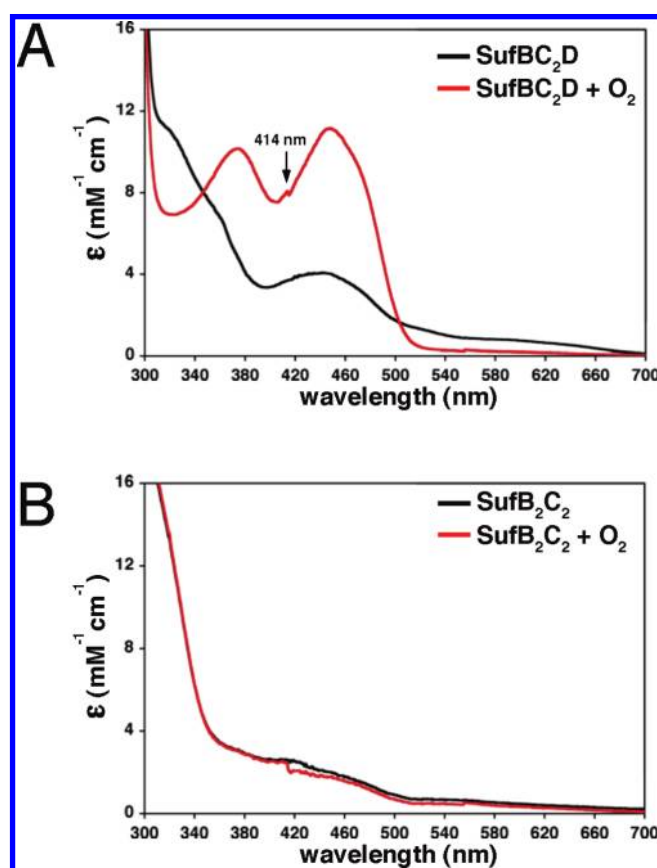 A
16
12
8
4
0
ε (mM⁻¹ cm⁻¹)
SufBC₂D
SufBC₂D + O₂
414 nm
300 340 380 420 460 500 540 580 620 660 700
wavelength (nm)
B
16
12
8
4
0
ε (mM⁻¹ cm⁻¹)
SufB₂C₂
SufB₂C₂ + O₂
300 340 380 420 460 500 540 580 620 660 700
wavelength (nm)